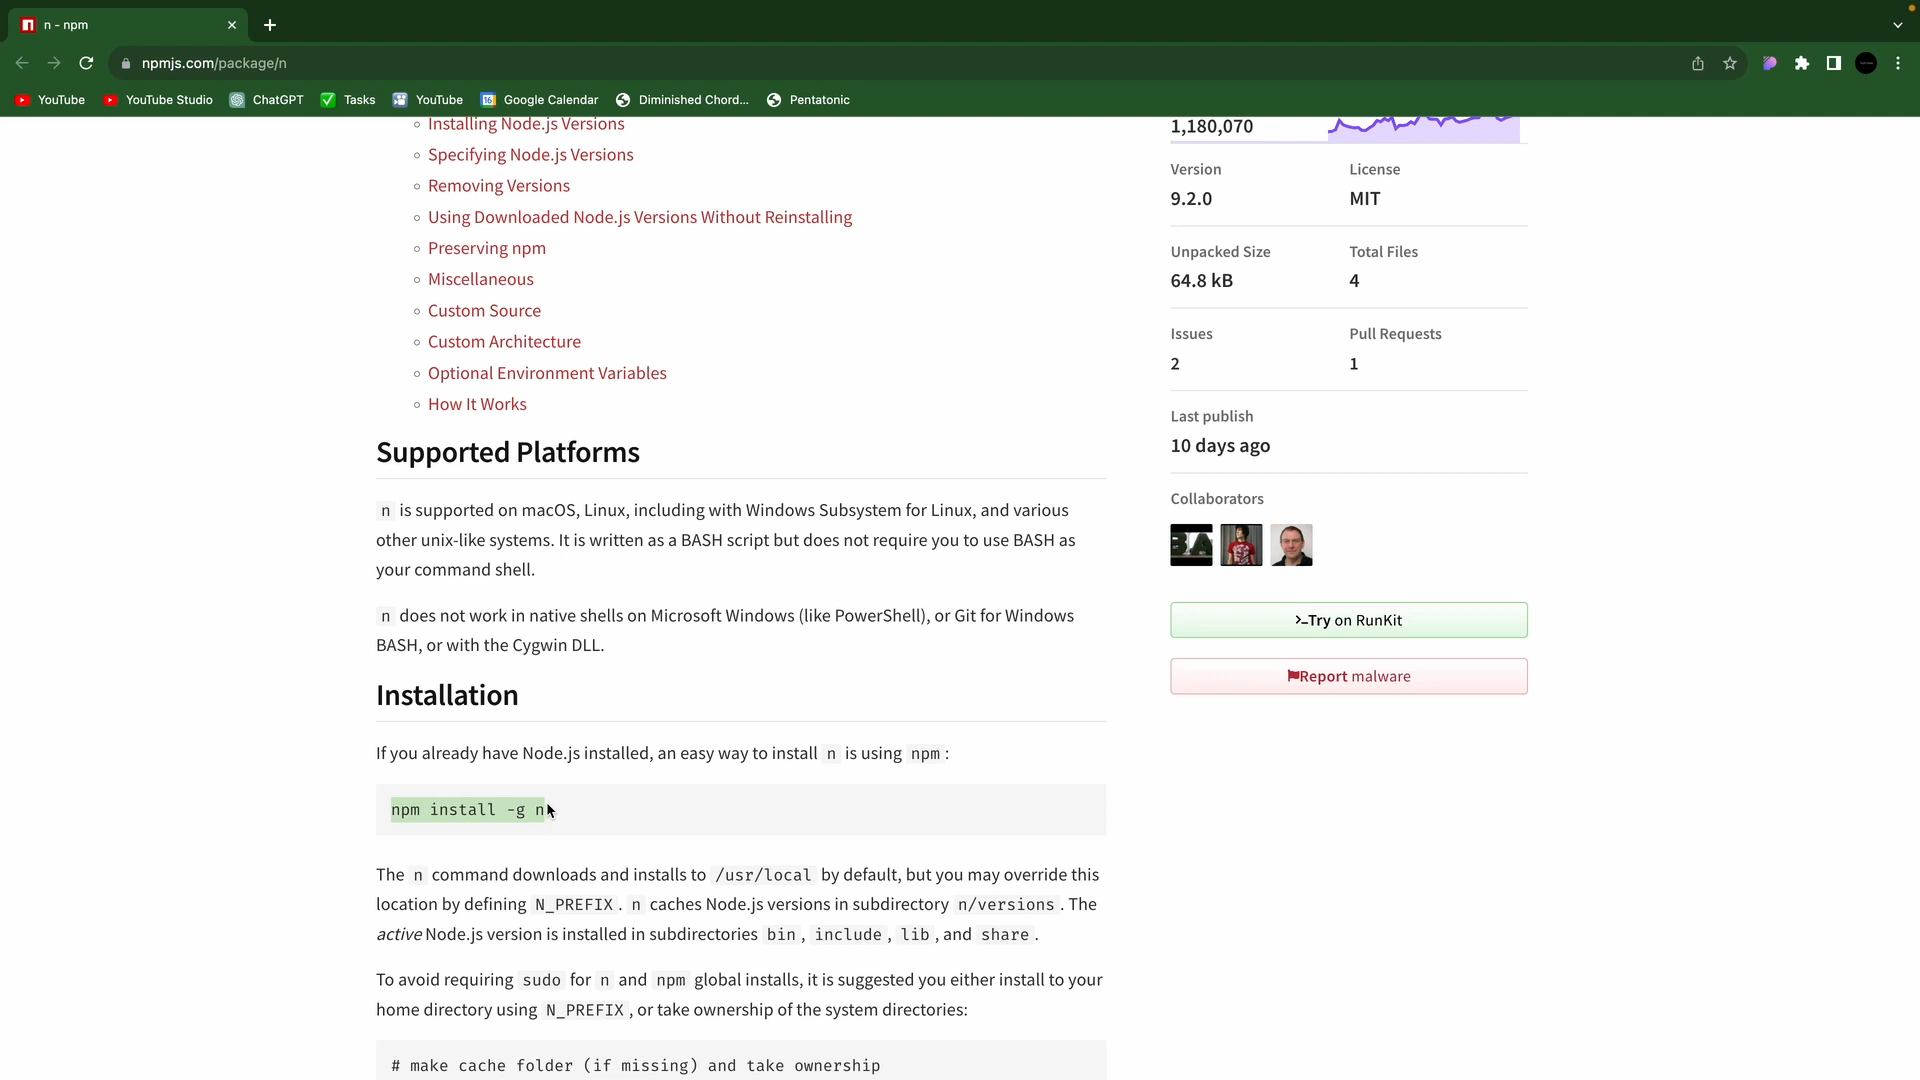 n - npm
npmjs.com/package/n
YouTube
YouTube Studio
ChatGPT
Tasks
YouTube
16
Google Calendar
Diminished Chord...
Pentatonic
Installing Node.js Versions
Specifying Node.js Versions
Removing Versions
Using Downloaded Node.js Versions Without Reinstalling
Preserving npm
Miscellaneous
Custom Source
Custom Architecture
Optional Environment Variables
How It Works
Supported Platforms
n is supported on macOS, Linux, including with Windows Subsystem for Linux, and various
other unix-like systems. It is written as a BASH script but does not require you to use BASH as
your command shell.
n does not work in native shells on Microsoft Windows (like PowerShell), or Git for Windows
BASH, or with the Cygwin DLL.
Installation
If you already have Node.js installed, an easy way to install n is using npm:
npm install -g n
The n command downloads and installs to /usr/local by default, but you may override this
location by defining N_PREFIX. n caches Node.js versions in subdirectory n/versions. The
active Node.js version is installed in subdirectories bin, include, lib, and share.
To avoid requiring sudo for n and npm global installs, it is suggested you either install to your
home directory using N_PREFIX, or take ownership of the system directories:
# make cache folder (if missing) and take ownership
1,180,070
Version
License
9.2.0
MIT
Unpacked Size
Total Files
64.8 kB
4
Issues
Pull Requests
2
1
Last publish
10 days ago
Collaborators
>_Try on RunKit
Report malware